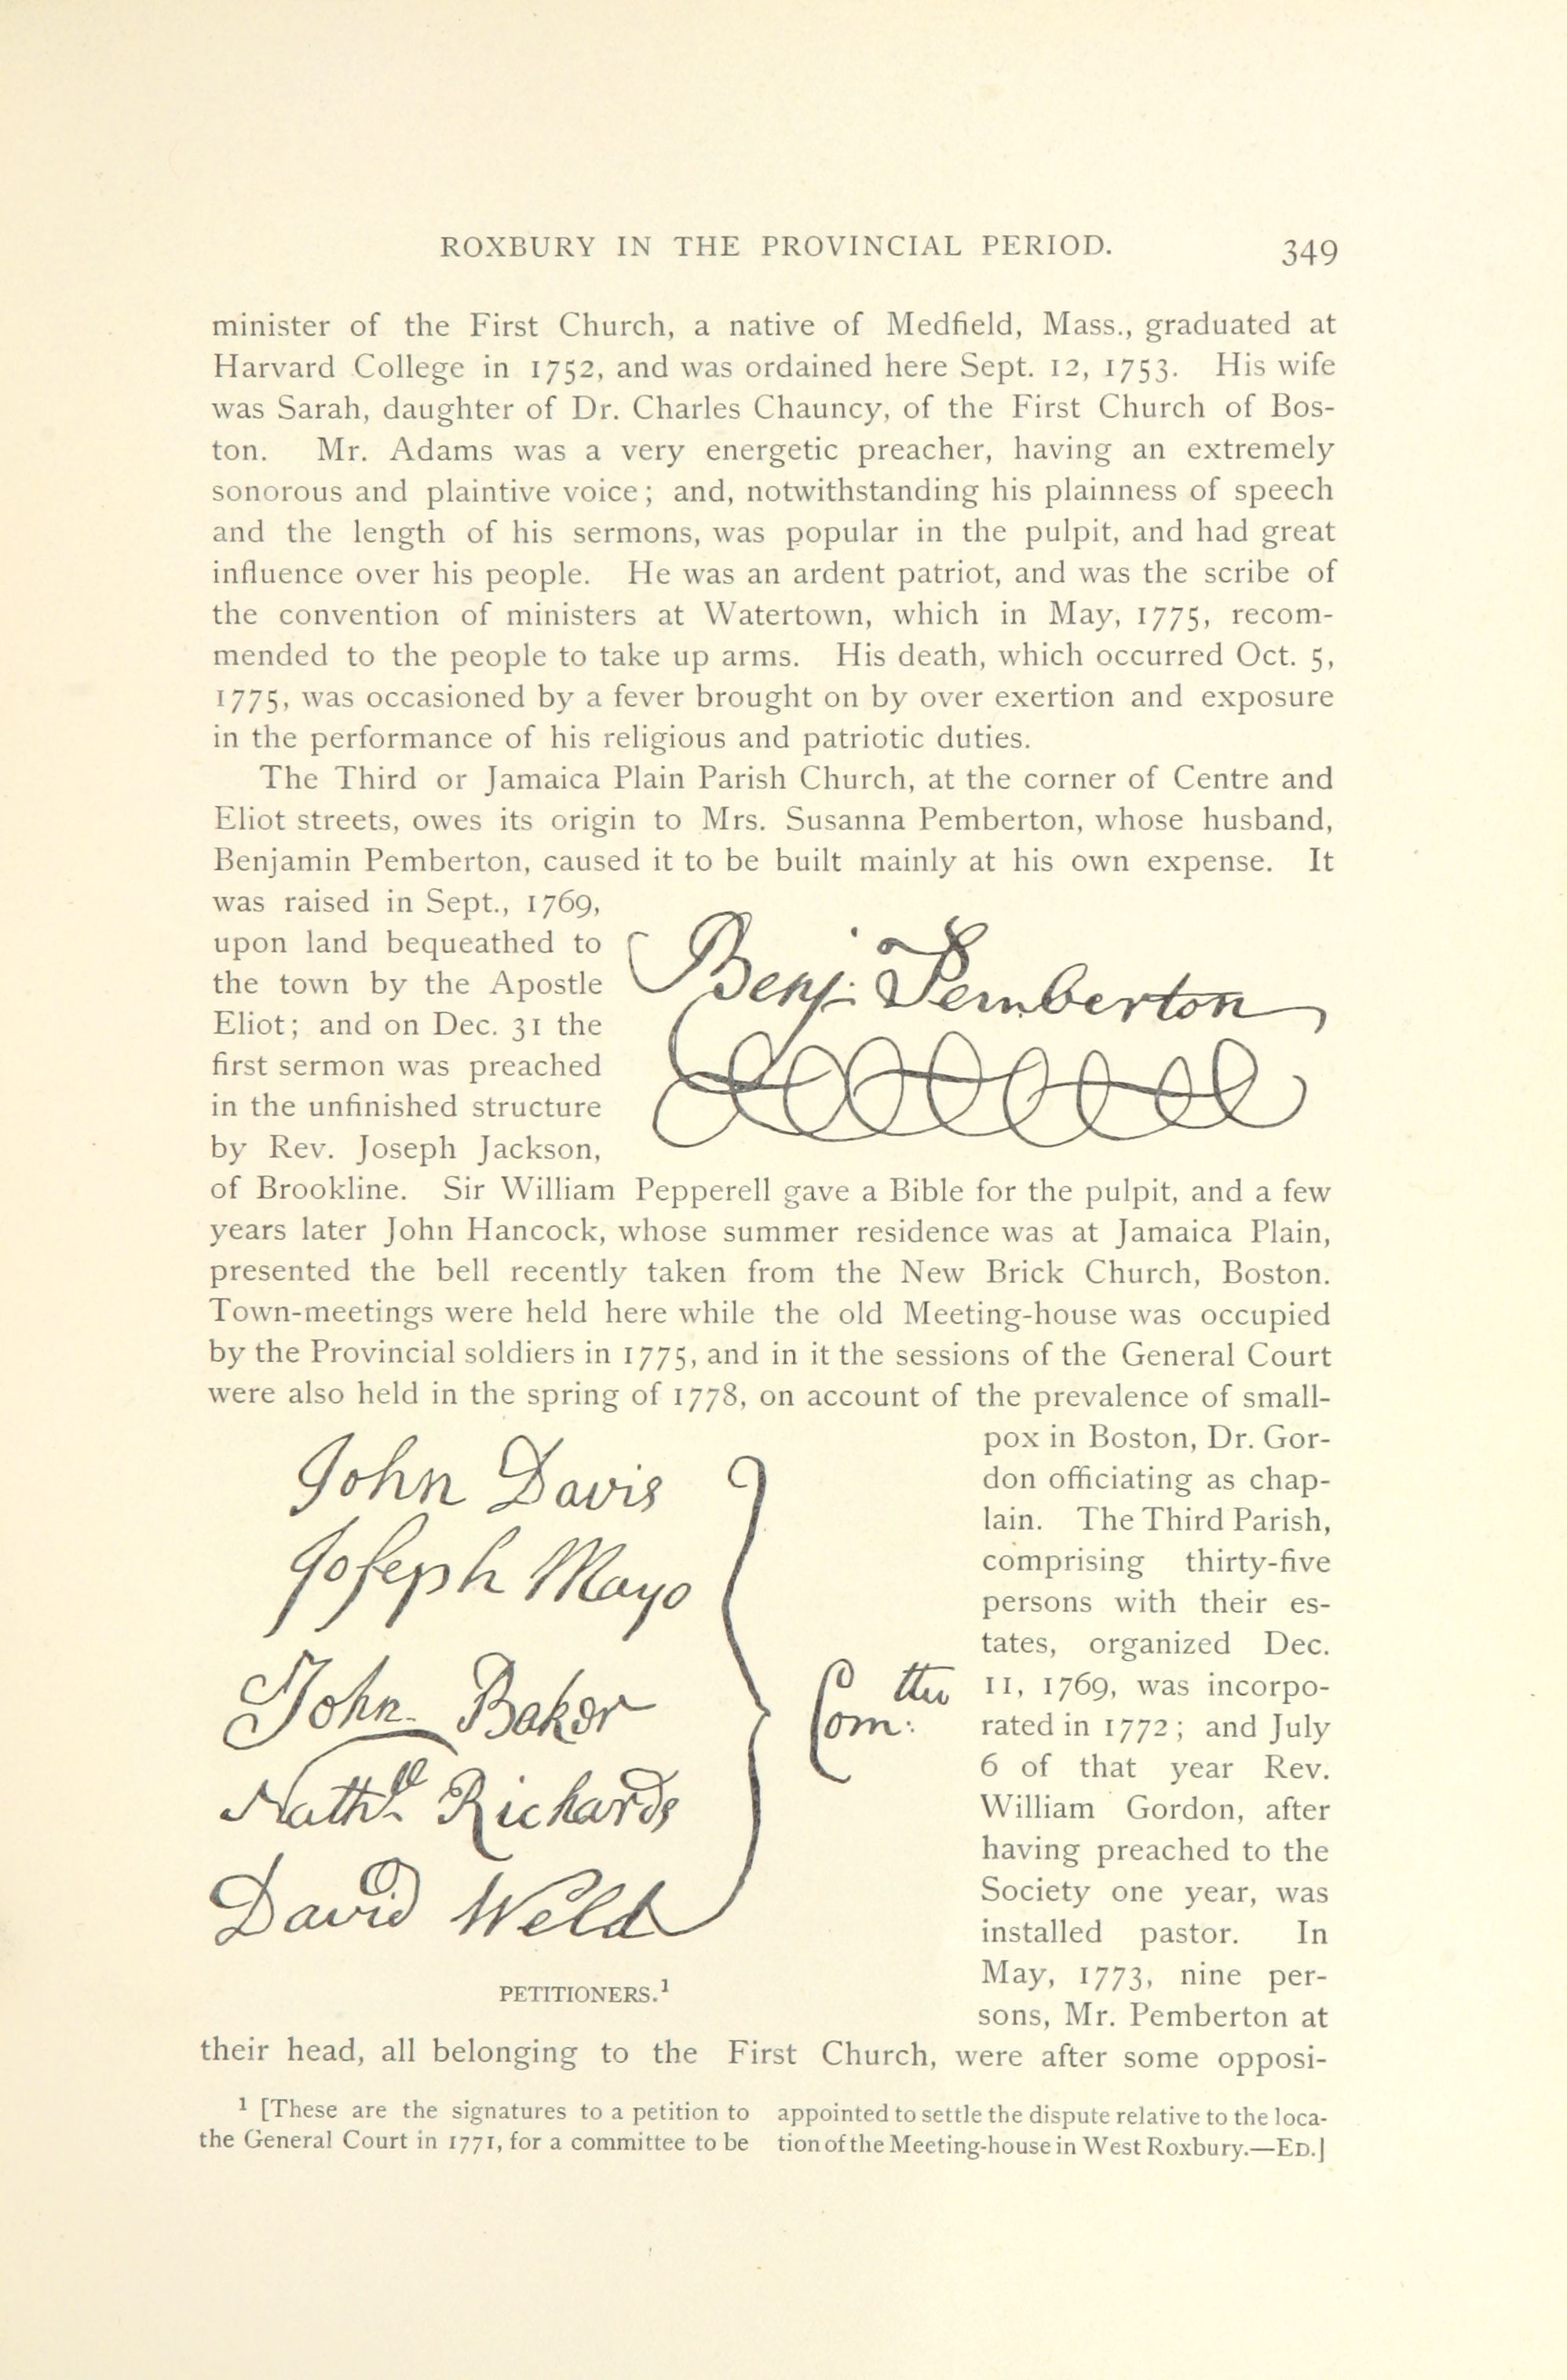 ROXBURY IN THE PROVINCIAL PERIOD. 349
minister of the First Church, a native of Medfield, Mass., graduated at
Harvard College in 1752, and was ordained here Sept. 12, 1753. His wife
was Sarah, daughter of Dr. Charles Chauncy, of the First Church of Bos-
ton. Mr. Adams was a very energetic preacher, having an extremely
sonorous and plaintive voice; and, notwithstanding his plainness of speech
and the length of his sermons, was popular in the pulpit, and had great
influence over his people. He was an ardent patriot, and was the scribe of
the convention of ministers at Watertown, which in May, 1775, recom-
mended to the people to take up arms. His death, which occurred Oct. 5,
1775, was occasioned by a fever brought on by over exertion and exposure
in the performance of his religious and patriotic duties.
The Third or Jamaica Plain Parish Church, at the corner of Centre and
Eliot streets, owes its origin to Mrs. Susanna Pemberton, whose husband,
Benjamin Pemberton, caused it to be built mainly at his own expense. It
was raised in Sept., 1769,
upon land bequeathed to
the town by the Apostle
Eliot; and on Dec. 31 the
first sermon was preached
in the unfinished structure
by Rev. Joseph Jackson,
Benj: Pemberton
of Brookline. Sir William Pepperell gave a Bible for the pulpit, and a few
years later John Hancock, whose summer residence was at Jamaica Plain,
presented the bell recently taken from the New Brick Church, Boston.
Town-meetings were held here while the old Meeting-house was occupied
by the Provincial soldiers in 1775, and in it the sessions of the General Court
were also held in the spring of 1778, on account of the prevalence of small-
John Davis
Joseph Mayo
John Baker
Nathll Richards
David Weld
Com: ttee
PETITIONERS.¹
pox in Boston, Dr. Gor-
don officiating as chap-
lain. The Third Parish,
comprising thirty-five
persons with their es-
tates, organized Dec.
11, 1769, was incorpo-
rated in 1772; and July
6 of that year Rev.
William Gordon, after
having preached to the
Society one year, was
installed pastor. In
May, 1773, nine per-
sons, Mr. Pemberton at
their head, all belonging to the First Church, were after some opposi-
¹ [These are the signatures to a petition to
the General Court in 1771, for a committee to be
appointed to settle the dispute relative to the loca-
tion of the Meeting-house in West Roxbury.—ED.]